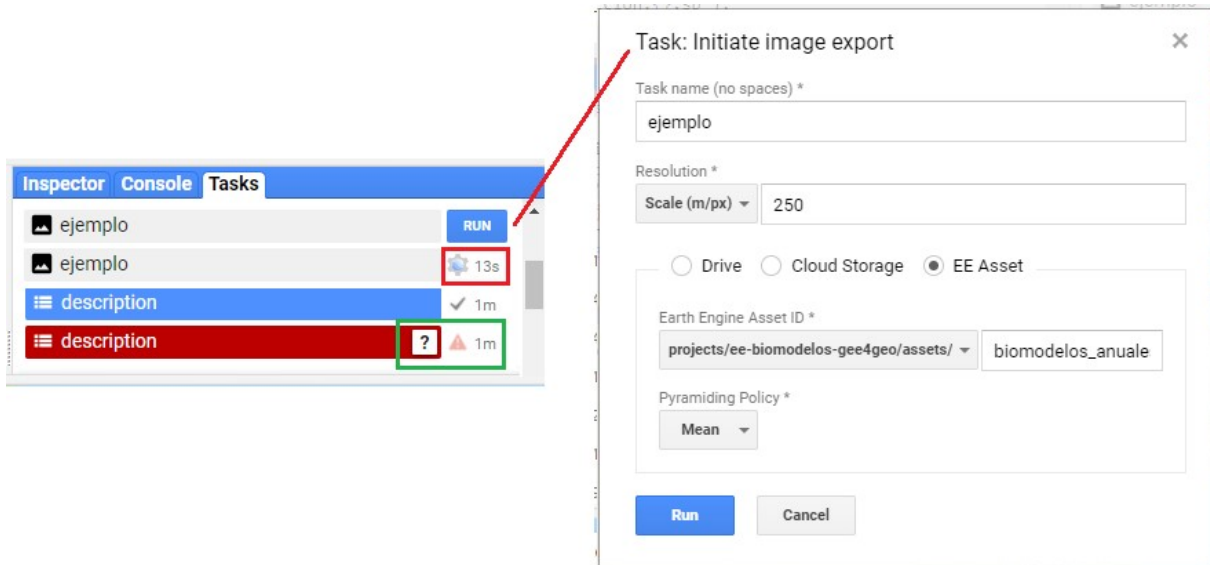 Inspector Console Tasks
ejemplo RUN
ejemplo 13s
description 1m
description ? 1m
Task: Initiate image export
Task name (no spaces) *
ejemplo
Resolution *
Scale (m/px) 250
Drive Cloud Storage EE Asset
Earth Engine Asset ID *
projects/ee-biomodelos-gee4geo/assets/ biomodelos_anuale
Pyramiding Policy *
Mean
Run Cancel